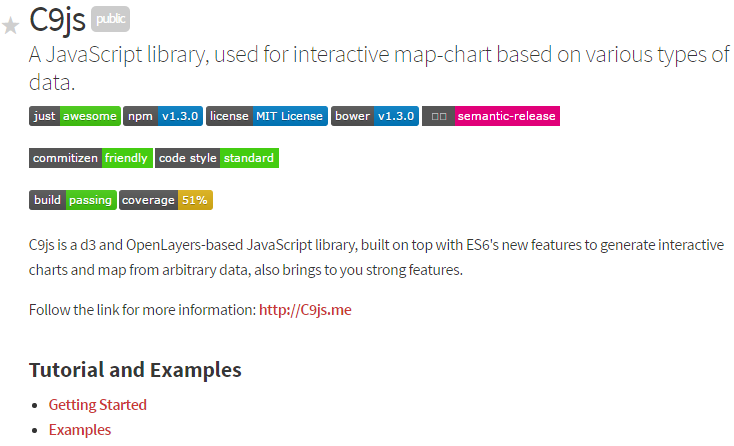 C9js public
A JavaScript library, used for interactive map-chart based on various types of
data.
just awesome npm v1.3.0 license MIT License bower v1.3.0 semantic-release
commitizen friendly code style standard
build passing coverage 51%
C9js is a d3 and OpenLayers-based JavaScript library, built on top with ES6's new features to generate interactive
charts and map from arbitrary data, also brings to you strong features.
Follow the link for more information: http://C9js.me
Tutorial and Examples
Getting Started
Examples